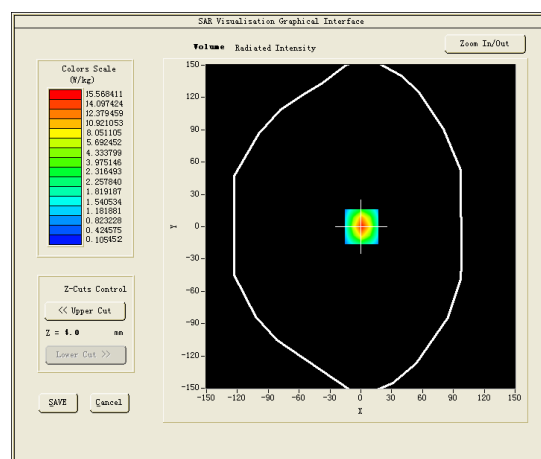 SAR Visualisation Graphical Interface
Volume Radiated Intensity
Zoom In/Out
Colors Scale
(W/kg)
15.568411
14.097424
12.379459
10.921053
8.051105
5.692452
4.333799
3.975146
2.316493
2.257840
1.819187
1.540534
1.181881
0.823228
0.424575
0.105452
Z-Cuts Control
<< Upper Cut
Z = 4.0 mm
Lower Cut >>
SAVE Cancel
150
120
90
60
30
Y 0
-30
-60
-90
-120
-150
-150 -120 -90 -60 -30 0 30 60 90 120 150
X